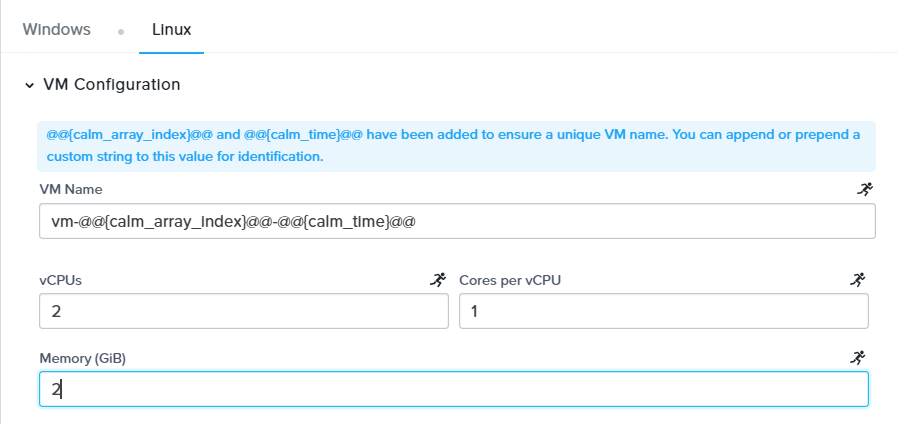 Windows Linux
VM Configuration
@@{calm_array_index}@@ and @@{calm_time}@@ have been added to ensure a unique VM name. You can append or prepend a
custom string to this value for identification.
VM Name
vm-@@{calm_array_index}@@-@@{calm_time}@@
vCPUs Cores per vCPU
2 1
Memory (GiB)
2